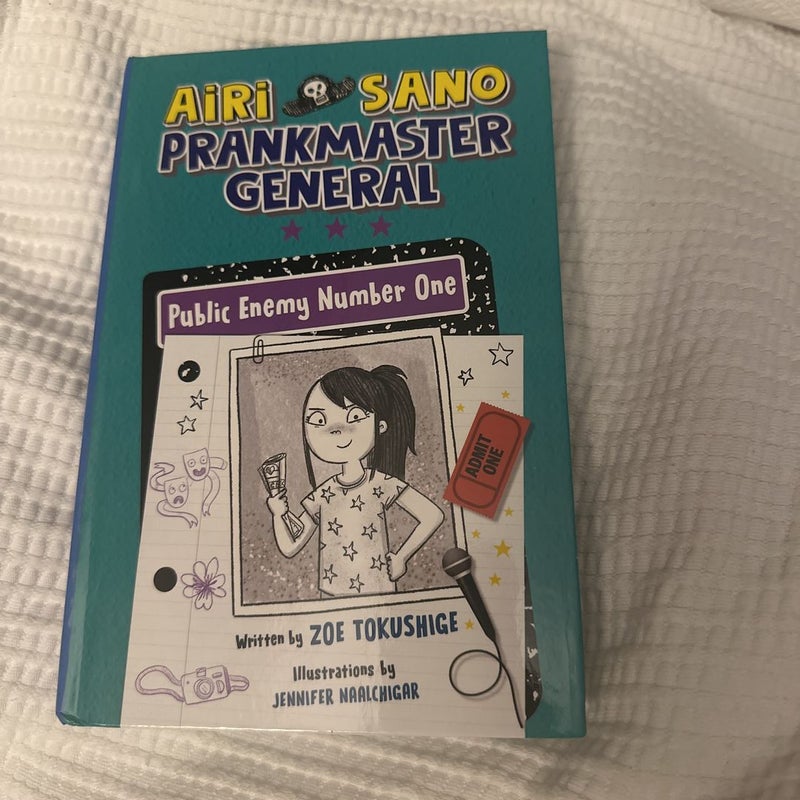 AiRi SANO
PRANKMASTER
GENERAL
Public Enemy Number One
ADMIT
ONE
Written by ZOE TOKUSHIGE
Illustrations by
JENNIFER NAALCHIGAR